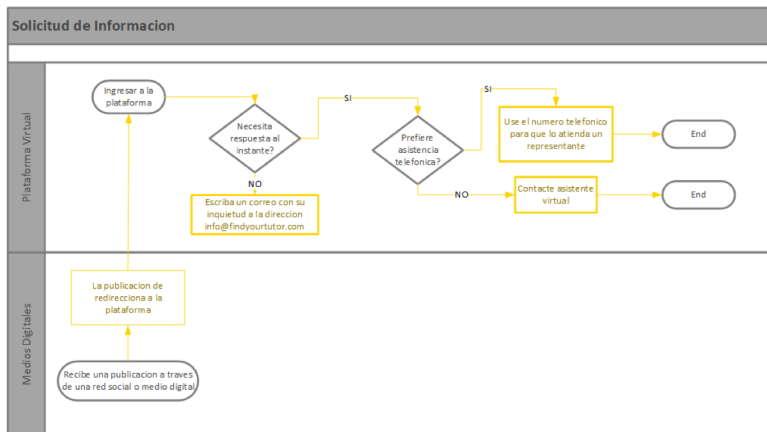 Solicitud de Informacion
Plataforma Virtual
Ingresar a la
plataforma
Necesita
respuesta al
instante?
SI
NO
Escriba un correo con su
inquietud a la direccion
info@findyourtutor.com
Prefiere
asistencia
telefonica?
SI
Use el numero telefonico
para que lo atienda un
representante
End
NO
Contacte asistente
virtual
End
Medios Digitales
La publicacion de
redirecciona a la
plataforma
Recibe una publicacion a traves
de una red social o medio digital